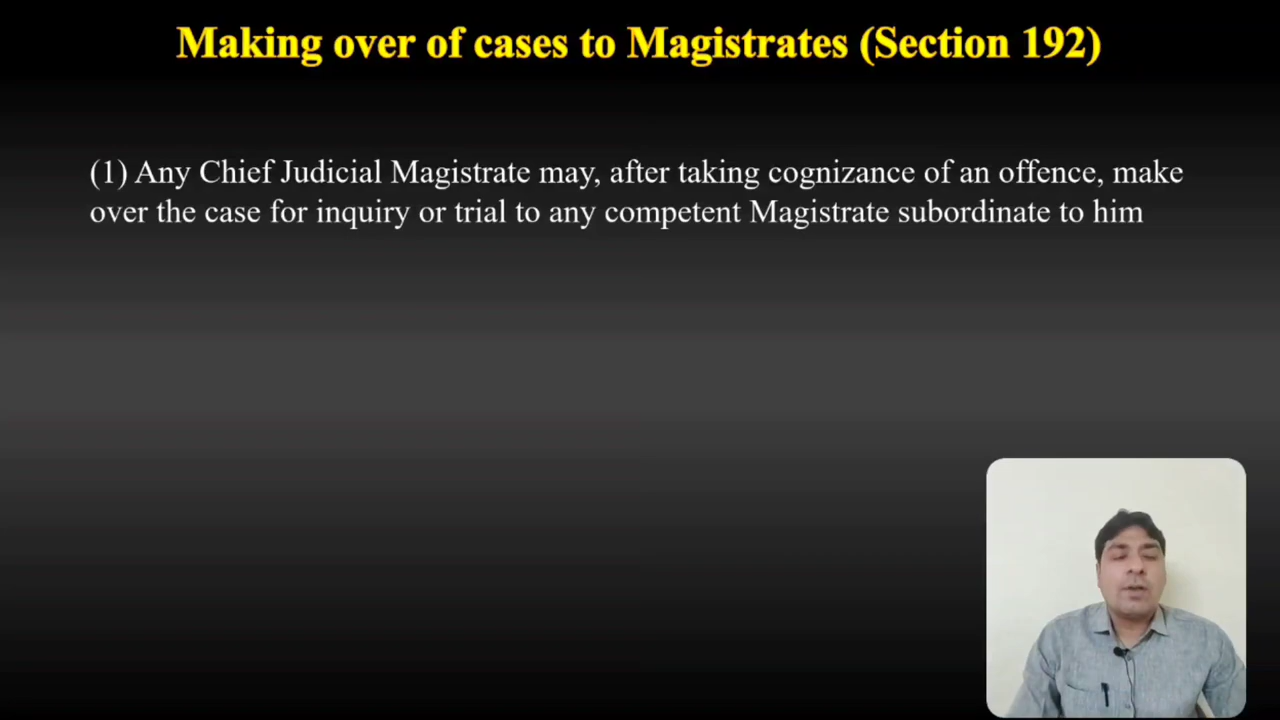 Making over of cases to Magistrates (Section 192)
(1) Any Chief Judicial Magistrate may, after taking cognizance of an offence, make
over the case for inquiry or trial to any competent Magistrate subordinate to him